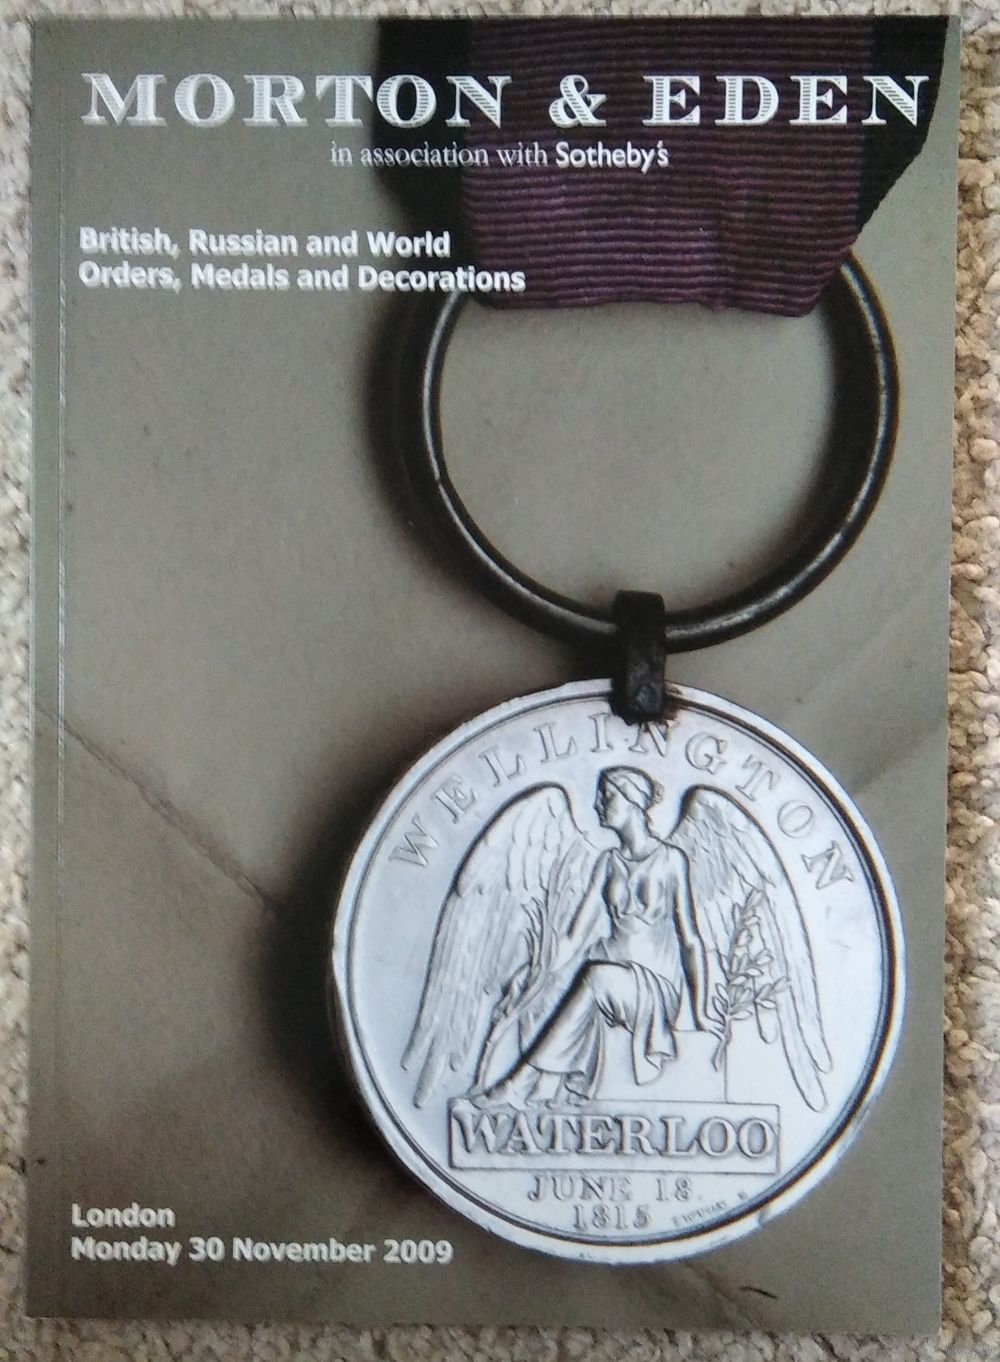 MORTON & EDEN
in association with Sotheby's
British, Russian and World
Orders, Medals and Decorations
WELLINGTON
WATERLOO
JUNE 18.
1815
London
Monday 30 November 2009